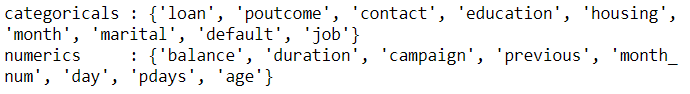 categoricals : {'loan', 'poutcome', 'contact', 'education', 'housing',
'month', 'marital', 'default', 'job'}
numerics     : {'balance', 'duration', 'campaign', 'previous', 'month_
num', 'day', 'pdays', 'age'}